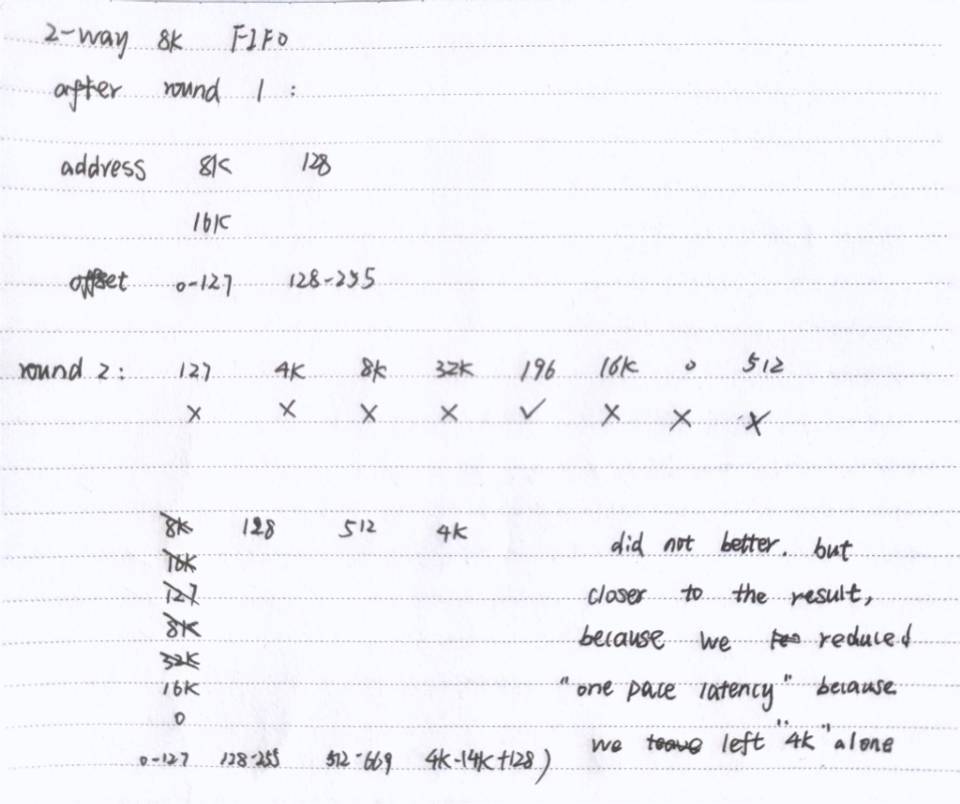 2-way 8K FIFO
after round 1 :
address 8K 128
16K
offset 0-127 128-255
round 2: 127 4K 8K 32K 196 16K 0 512
× × × × ✓ × × ×
8K 128 512 4K
16K
127
8K
32K
16K
0
0-127 128-255 512-669 4K-(4K+128)
did not better. but
closer to the result,
because we reduced
"one pace latency" because
we leave left "4K" alone